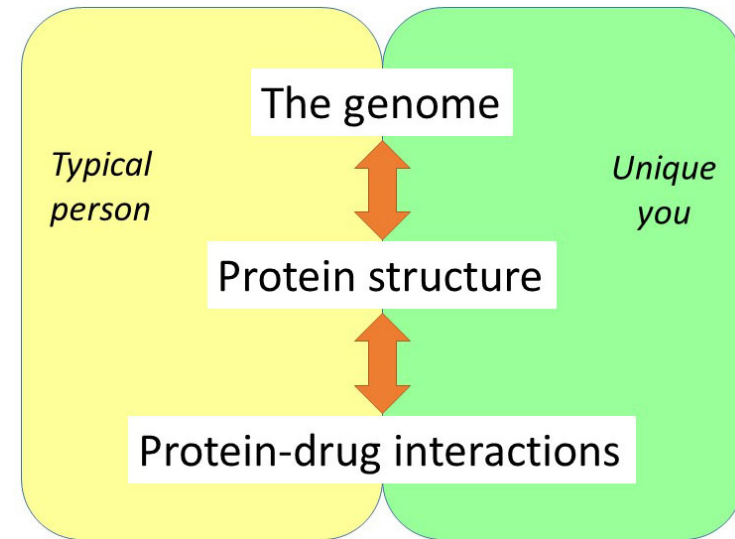 The genome
Typical
person
Unique
you
Protein structure
Protein-drug interactions